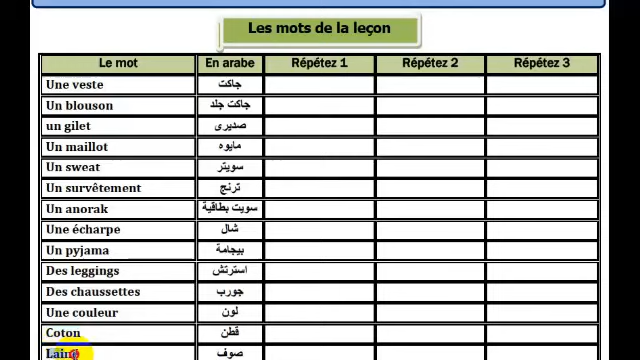 Les mots de la leçon
Le mot En arabe Répétez 1 Répétez 2 Répétez 3
Une veste جاكت
Un blouson جاكت جلد
un gilet صديرى
Un maillot مايوه
Un sweat سويتر
Un survêtement ترنج
Un anorak سويت بطاقية
Une écharpe شال
Un pyjama بيجامة
Des leggings استرتش
Des chaussettes جورب
Une couleur لون
Coton قطن
Laine صوف